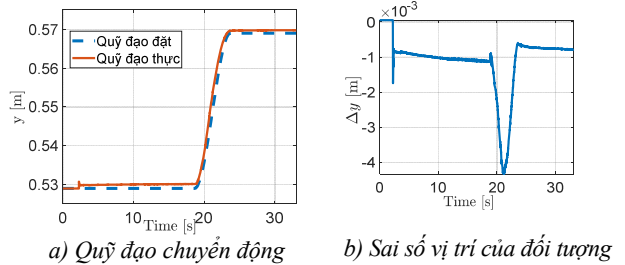 0.57
0.56
0.55
0.54
0.53
y [m]
Quỹ đạo đặt
Quỹ đạo thực
0 10 20 30
Time [s]
a) Quỹ đạo chuyển động
×10⁻³
0
-1
-2
-3
-4
Δy [m]
0 10 20 30
Time [s]
b) Sai số vị trí của đối tượng